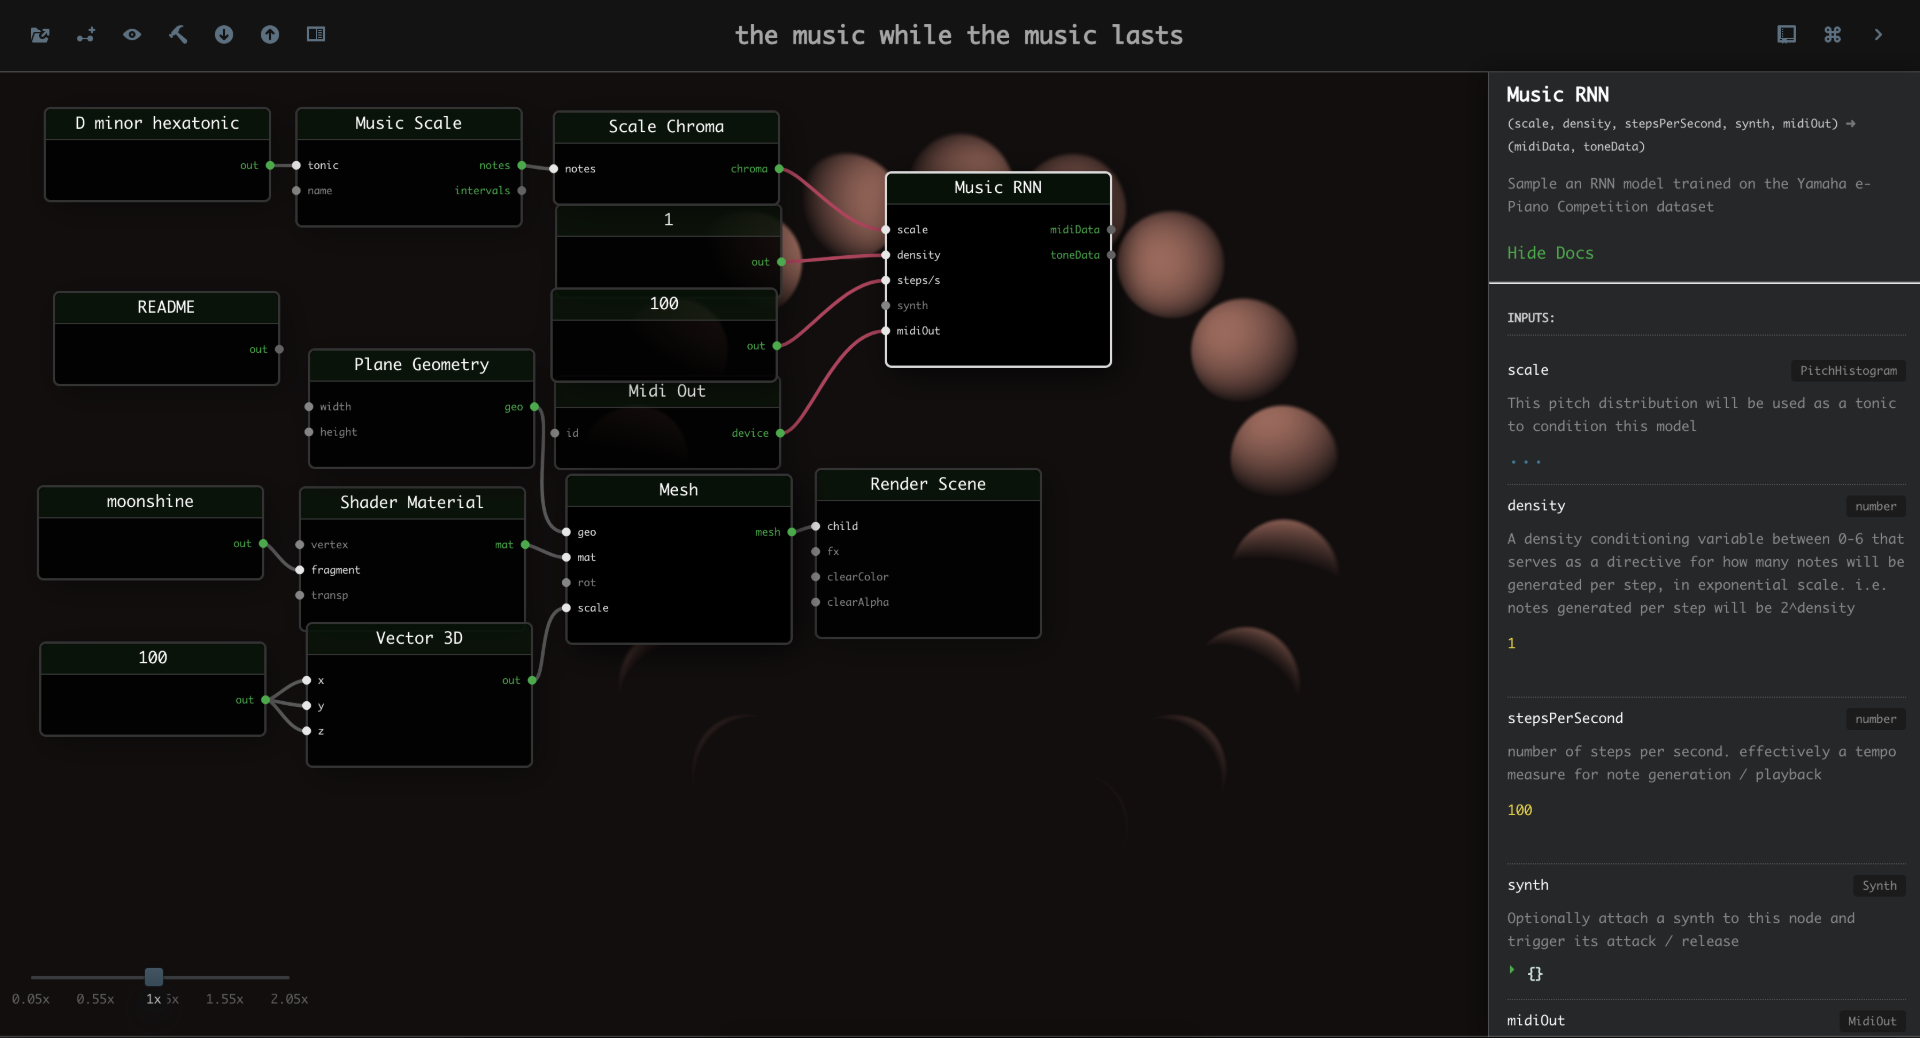 the music while the music lasts
D minor hexatonic
out
Music Scale
tonic
notes
name
intervals
Scale Chroma
notes
chroma
1
out
100
out
Midi Out
id
device
Music RNN
scale
midiData
density
toneData
steps/s
synth
midiOut
README
out
Plane Geometry
width
geo
height
moonshine
out
Shader Material
vertex
mat
fragment
transp
Mesh
geo
mesh
mat
rot
scale
Render Scene
child
fx
clearColor
clearAlpha
100
out
Vector 3D
x
out
y
z
0.05x
0.55x
1x
1.55x
2.05x
Music RNN
(scale, density, stepsPerSecond, synth, midiOut) ➔
(midiData, toneData)
Sample an RNN model trained on the Yamaha e-
Piano Competition dataset
Hide Docs
INPUTS:
scale
PitchHistogram
This pitch distribution will be used as a tonic
to condition this model
...
density
number
A density conditioning variable between 0-6 that
serves as a directive for how many notes will be
generated per step, in exponential scale. i.e.
notes generated per step will be 2^density
1
stepsPerSecond
number
number of steps per second. effectively a tempo
measure for note generation / playback
100
synth
Synth
Optionally attach a synth to this node and
trigger its attack / release
{}
midiOut
MidiOut